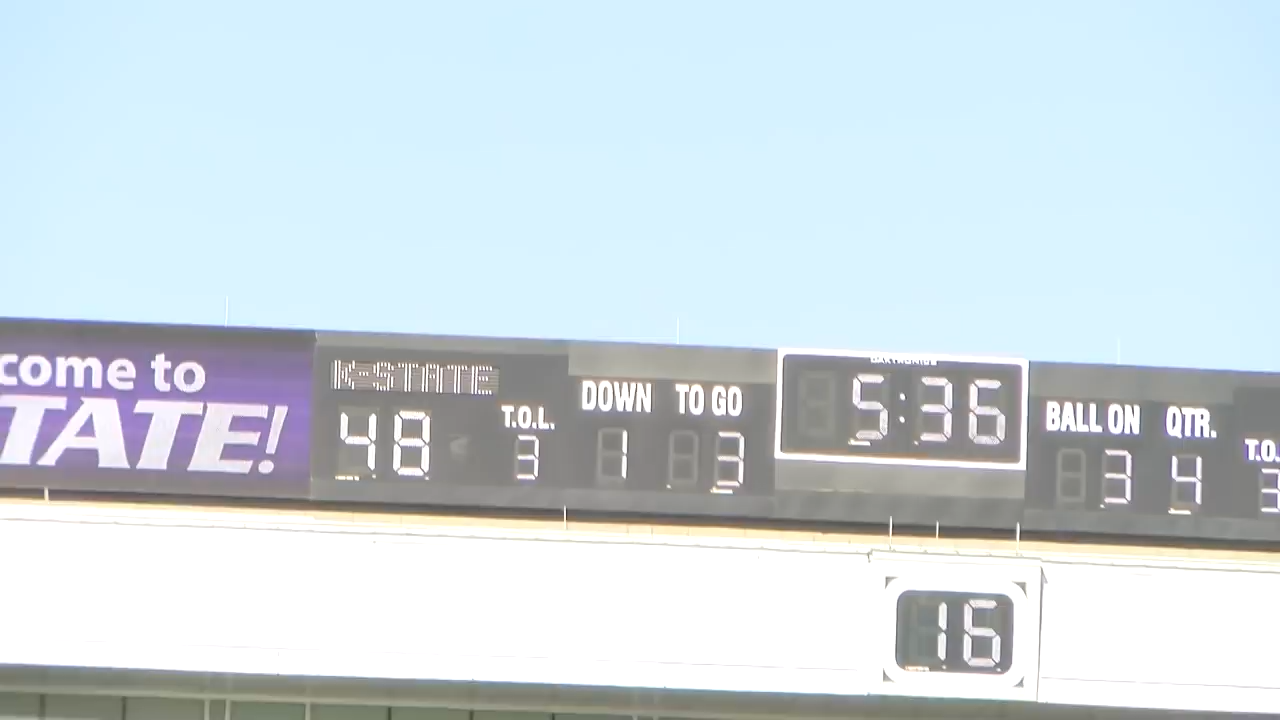 come to
TATE!
K-STATE
48
T.O.L.
3
DOWN
1
TO GO
3
5:36
BALL ON
3
QTR.
4
T.O.
3
16